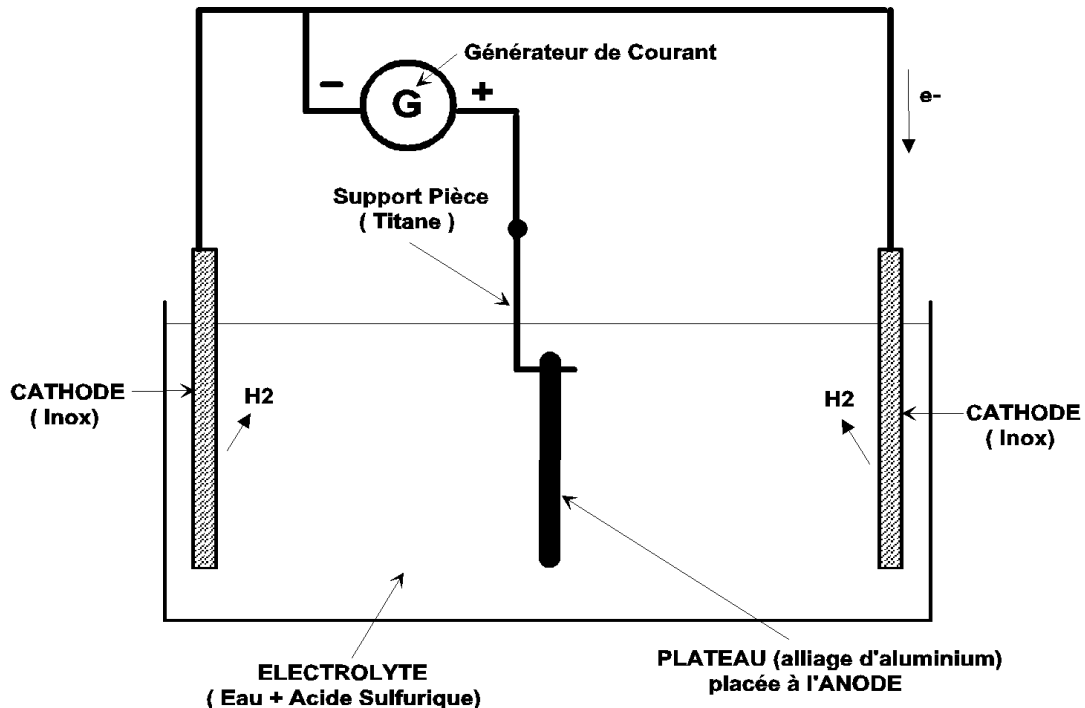 Générateur de Courant
−
G
+
e-
Support Pièce
( Titane )
CATHODE
( Inox)
H2
H2
CATHODE
( Inox)
ELECTROLYTE
( Eau + Acide Sulfurique)
PLATEAU (alliage d'aluminium)
placée à l'ANODE